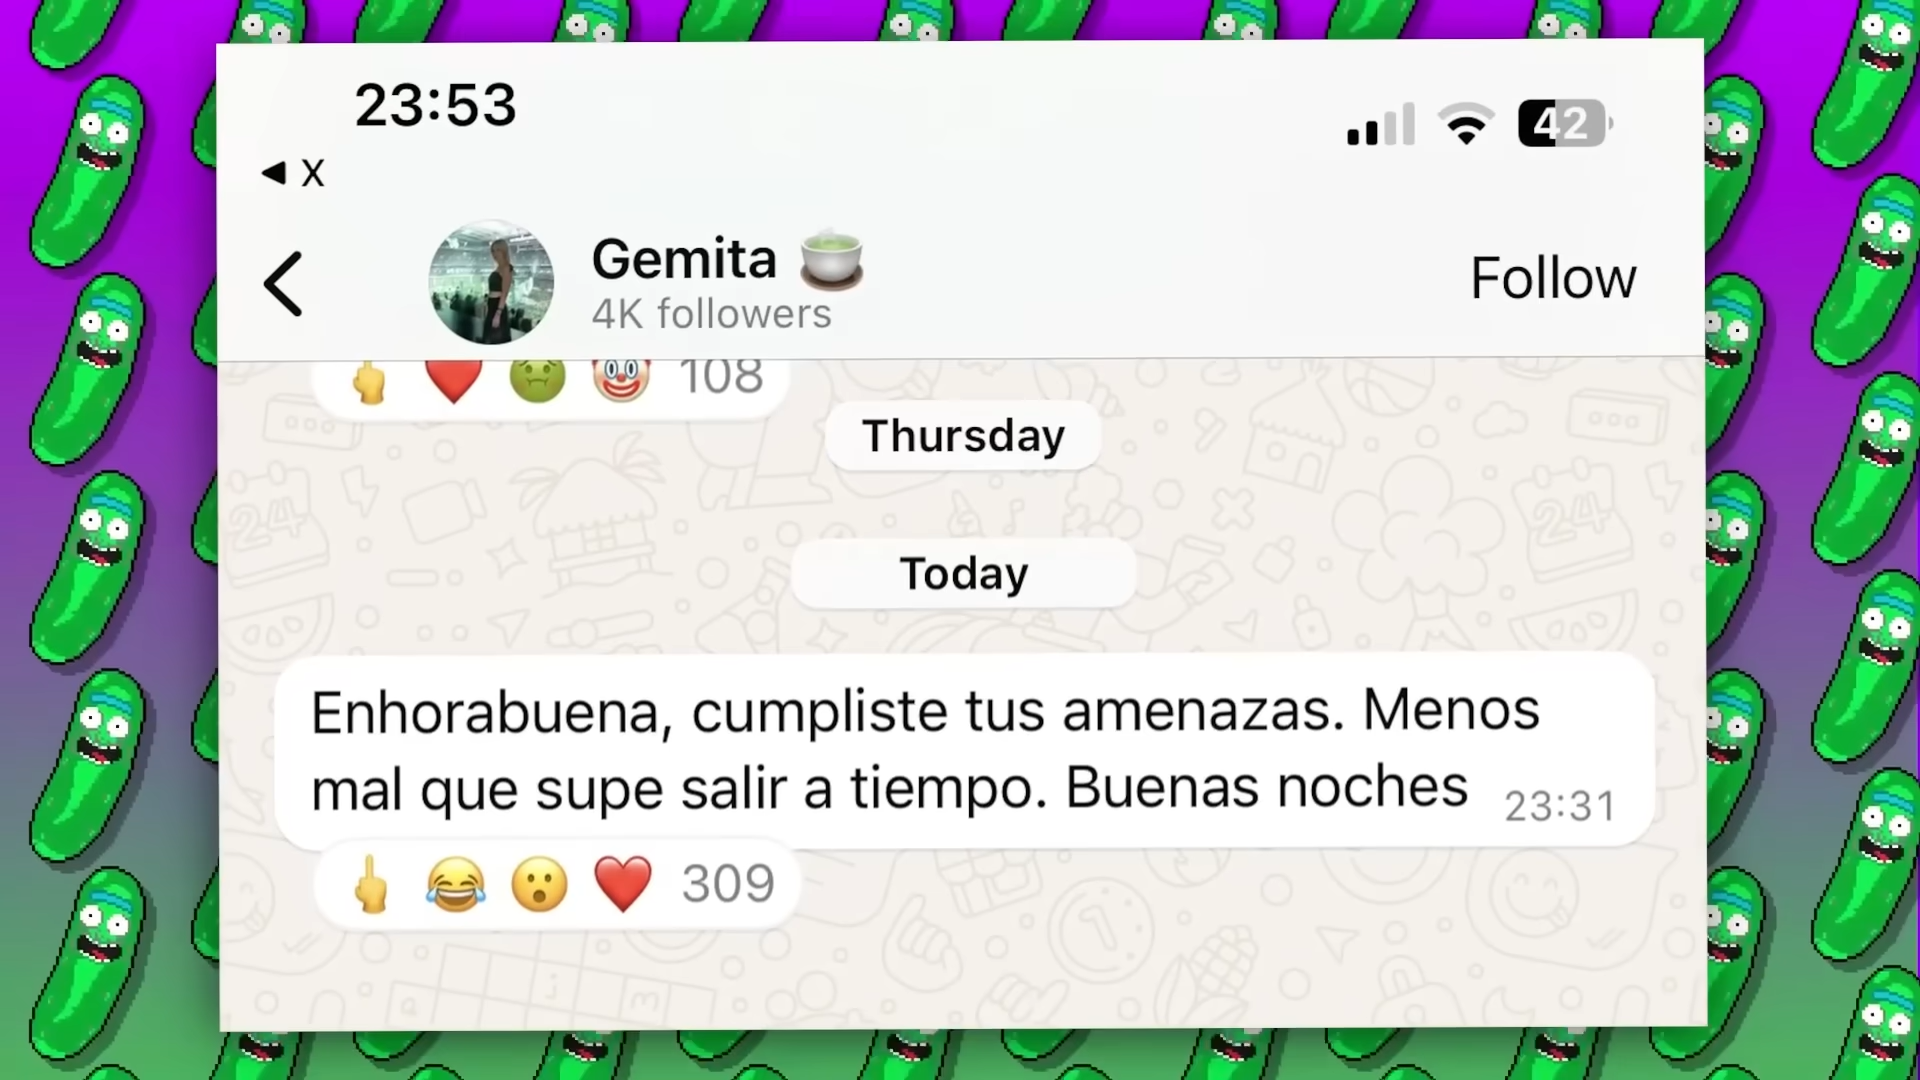 23:53
42
◀ X
Gemita 🍵
4K followers
Follow
🖕 ❤️ 🤢 🤡 108
Thursday
Today
Enhorabuena, cumpliste tus amenazas. Menos
mal que supe salir a tiempo. Buenas noches 23:31
🖕 😂 😮 ❤️ 309